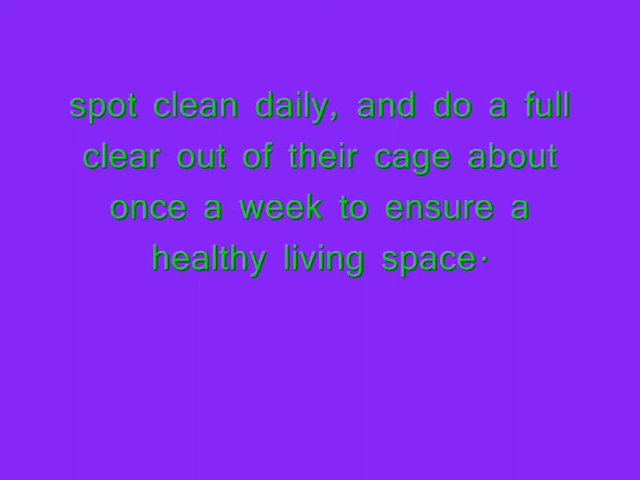 spot clean daily, and do a full
clear out of their cage about
once a week to ensure a
healthy living space.